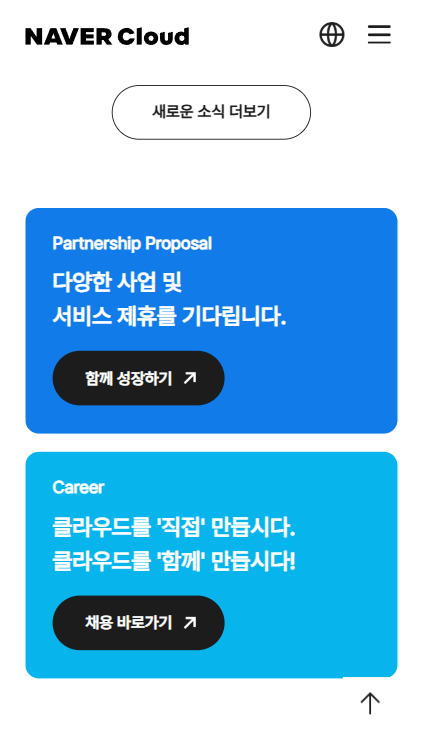 NAVER Cloud
새로운 소식 더보기
Partnership Proposal
다양한 사업 및
서비스 제휴를 기다립니다.
함께 성장하기
Career
클라우드를 '직접' 만듭시다.
클라우드를 '함께' 만듭시다!
채용 바로가기